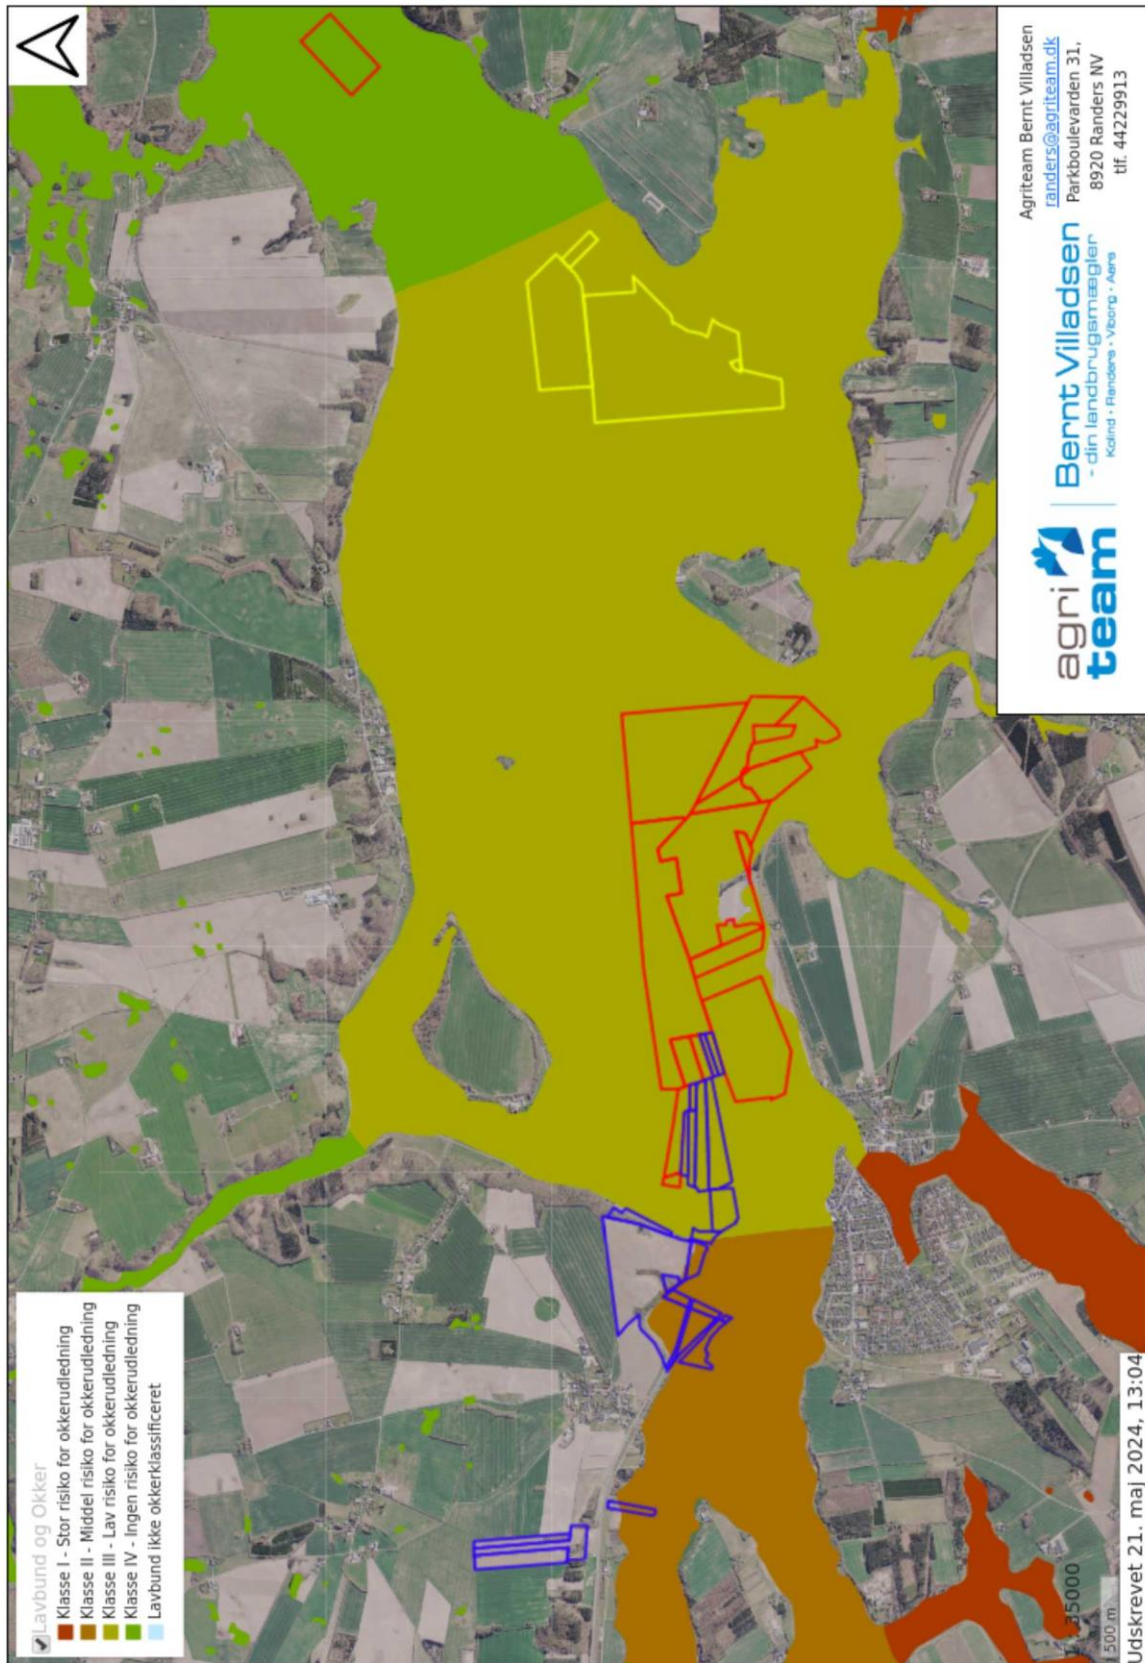 Lavbund og Okker
Klasse I - Stor risiko for okkerudledning
Klasse II - Middel risiko for okkerudledning
Klasse III - Lav risiko for okkerudledning
Klasse IV - Ingen risiko for okkerudledning
Lavbund ikke okkerklassificeret
35000
500 m
Udskrevet 21. maj 2024, 13:04
agri
team
Bernt Villadsen
- din landbrugsmægler
Kolind • Randers • Viborg • Aars
Agriteam Bernt Villadsen
randers@agriteam.dk
Parkboulevarden 31,
8920 Randers NV
tlf. 44229913